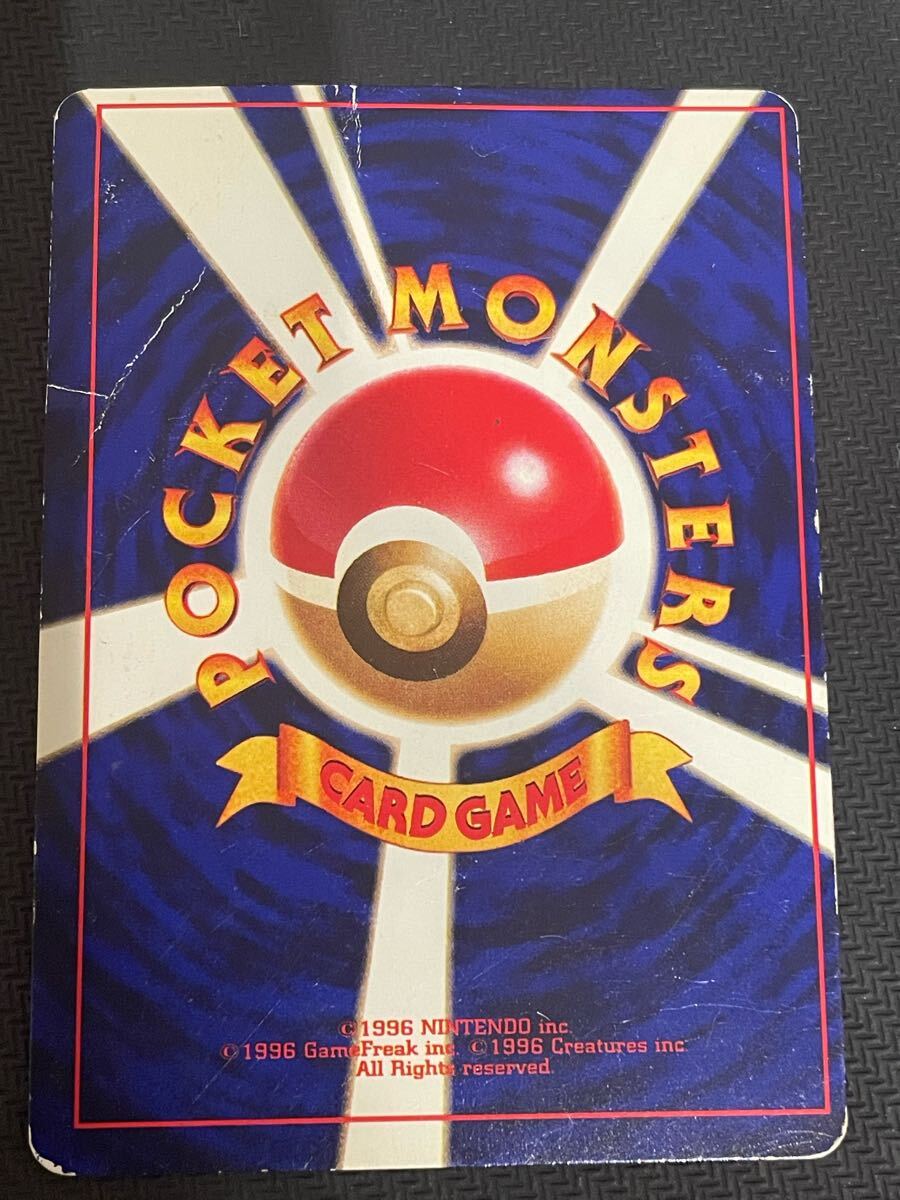 POCKET MONSTERS
CARD GAME
©1996 NINTENDO inc.
©1996 GameFreak inc. ©1996 Creatures inc.
All Rights reserved.